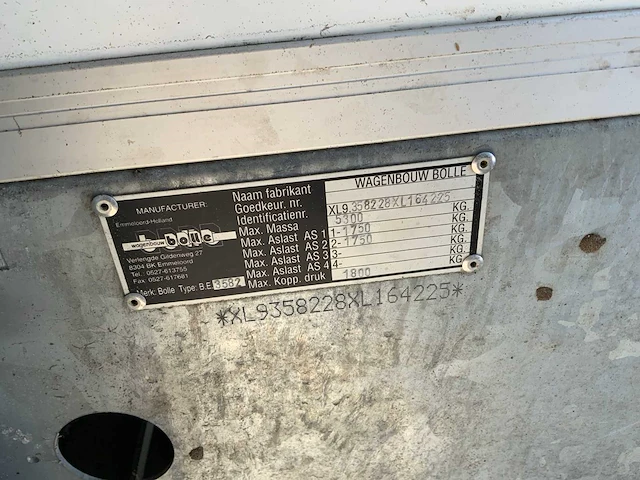 MANUFACTURER:
Emmeloord-Holland
wagenbouw bolle
Verlengde Gildenweg 27
8304 BK Emmeloord
Tel.: 0527-613755
Fax: 0527-617681
Merk: Bolle Type: B.E 3582
Naam fabrikant WAGENBOUW BOLLE
Goedkeur. nr.
Identificatienr. XL9358228XL164225
Max. Massa 5300 KG.
Max. Aslast AS 1 1-1750 KG.
Max. Aslast AS 2 2-1750 KG.
Max. Aslast AS 3 3- KG.
Max. Aslast AS 4 4- KG.
Max. Kopp. druk 1800 KG.
*XL9358228XL164225*